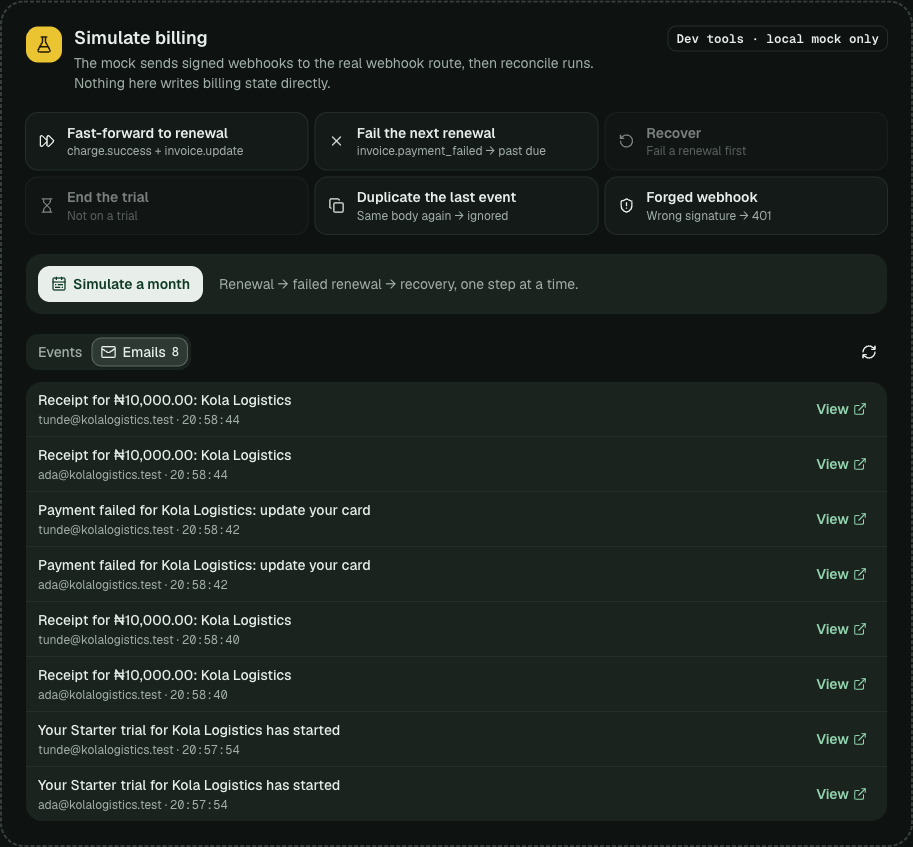 Simulate billing
Dev tools · local mock only
The mock sends signed webhooks to the real webhook route, then reconcile runs.
Nothing here writes billing state directly.
Fast-forward to renewal
charge.success + invoice.update
Fail the next renewal
invoice.payment_failed → past due
Recover
Fail a renewal first
End the trial
Not on a trial
Duplicate the last event
Same body again → ignored
Forged webhook
Wrong signature → 401
Simulate a month
Renewal → failed renewal → recovery, one step at a time.
Events
Emails 8
Receipt for ₦10,000.00: Kola Logistics
tunde@kolalogistics.test · 20:58:44
View
Receipt for ₦10,000.00: Kola Logistics
ada@kolalogistics.test · 20:58:44
View
Payment failed for Kola Logistics: update your card
tunde@kolalogistics.test · 20:58:42
View
Payment failed for Kola Logistics: update your card
ada@kolalogistics.test · 20:58:42
View
Receipt for ₦10,000.00: Kola Logistics
tunde@kolalogistics.test · 20:58:40
View
Receipt for ₦10,000.00: Kola Logistics
ada@kolalogistics.test · 20:58:40
View
Your Starter trial for Kola Logistics has started
tunde@kolalogistics.test · 20:57:54
View
Your Starter trial for Kola Logistics has started
ada@kolalogistics.test · 20:57:54
View